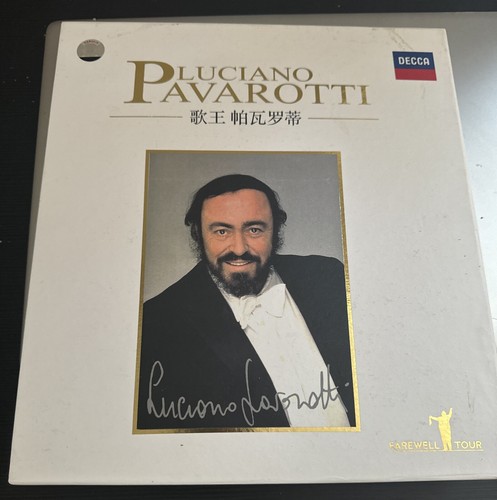 LUCIANO
PAVAROTTI
DECCA
歌王 帕瓦罗蒂
Luciano Pavarotti
FAREWELL TOUR